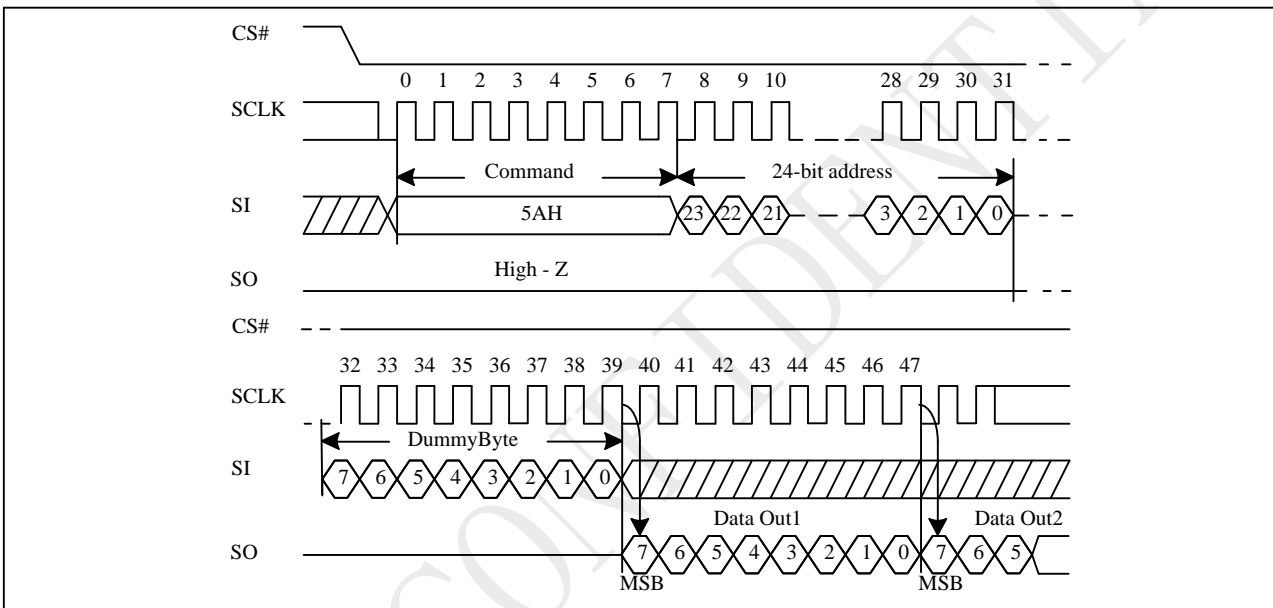 CS#
0 1 2 3 4 5 6 7 8 9 10 28 29 30 31
SCLK
Command 24-bit address
SI 5AH 23 22 21 3 2 1 0
High - Z
SO
CS#
32 33 34 35 36 37 38 39 40 41 42 43 44 45 46 47
SCLK
DummyByte
SI 7 6 5 4 3 2 1 0
Data Out1 Data Out2
SO 7 6 5 4 3 2 1 0 7 6 5
MSB MSB
CONFIDENTIA